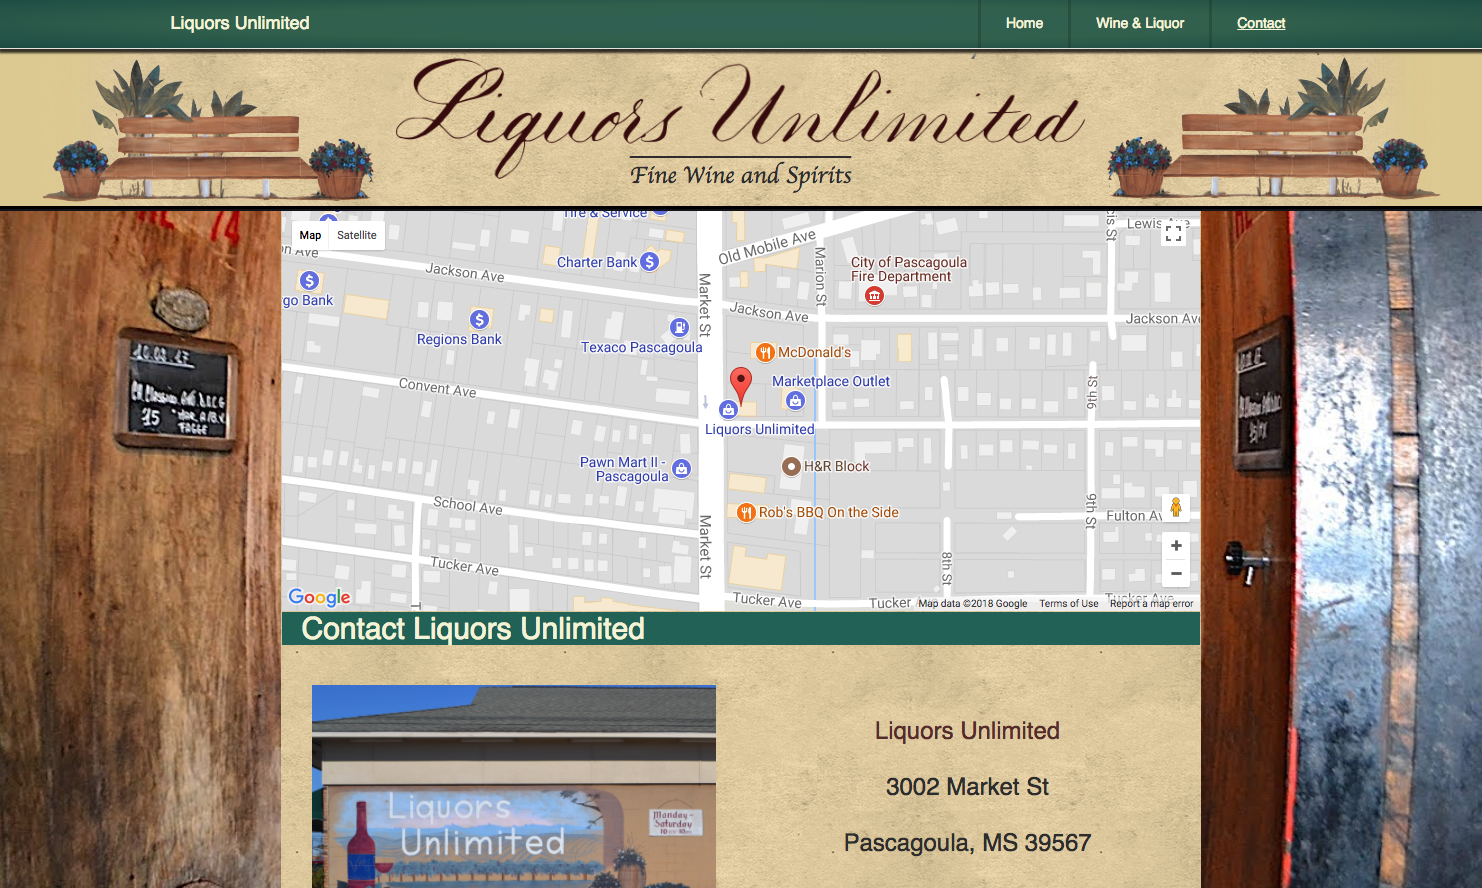 Liquors Unlimited
Home
Wine & Liquor
Contact
Liquors Unlimited
Fine Wine and Spirits
Map
Satellite
Tire & Service
Charter Bank
Jackson Ave
go Bank
Regions Bank
Texaco Pascagoula
Market St
Old Mobile Ave
Marion St
City of Pascagoula
Fire Department
Lewis Ave
Jackson Ave
Jackson Ave
McDonald's
Marketplace Outlet
Convent Ave
Liquors Unlimited
9th St
Pawn Mart II -
Pascagoula
H&R Block
School Ave
Rob's BBQ On the Side
9th St
Fulton Av
Market St
8th St
Tucker Ave
Tucker Ave
Tucker
Tucker Ave
Google
Map data ©2018 Google
Terms of Use
Report a map error
Contact Liquors Unlimited
Liquors
Unlimited
Monday-
Saturday
Liquors Unlimited
3002 Market St
Pascagoula, MS 39567